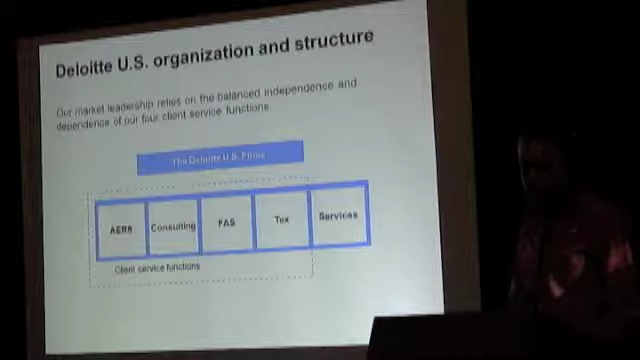 Deloitte U.S. organization and structure
Our market leadership relies on the balanced independence and
dependence of our four client service functions
The Deloitte U.S. Firms
AERS
Consulting
FAS
Tax
Services
Client service functions